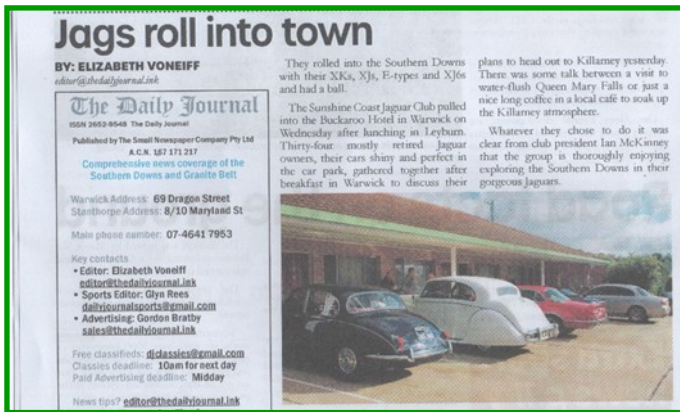 Jags roll into town
BY: ELIZABETH VONEIFF
editor@thedailyjournal.ink
The Daily Journal
ISSN 2652-9548 The Daily Journal
Published by The Small Newspaper Company Pty Ltd
A.C.N. 157 171 217
Comprehensive news coverage of the
Southern Downs and Granite Belt
Warwick Address: 69 Dragon Street
Stanthorpe Address: 8/10 Maryland St
Main phone number: 07-4641 7953
Key contacts
• Editor: Elizabeth Voneiff
editor@thedailyjournal.ink
• Sports Editor: Glyn Rees
dailyjournalsports@gmail.com
• Advertising: Gordon Bratby
sales@thedailyjournal.ink
Free classifieds: djclassies@gmail.com
Classies deadline: 10am for next day
Paid Advertising deadline: Midday
News tips? editor@thedailyjournal.ink
They rolled into the Southern Downs
with their XKs, XJs, E-types and XJ6s
and had a ball.
The Sunshine Coast Jaguar Club pulled
into the Buckaroo Hotel in Warwick on
Wednesday after lunching in Leyburn.
Thirty-four mostly retired Jaguar
owners, their cars shiny and perfect in
the car park, gathered together after
breakfast in Warwick to discuss their
plans to head out to Killarney yesterday.
There was some talk between a visit to
water-flush Queen Mary Falls or just a
nice long coffee in a local café to soak up
the Killarney atmosphere.
Whatever they chose to do it was
clear from club president Ian McKinney
that the group is thoroughly enjoying
exploring the Southern Downs in their
gorgeous Jaguars.